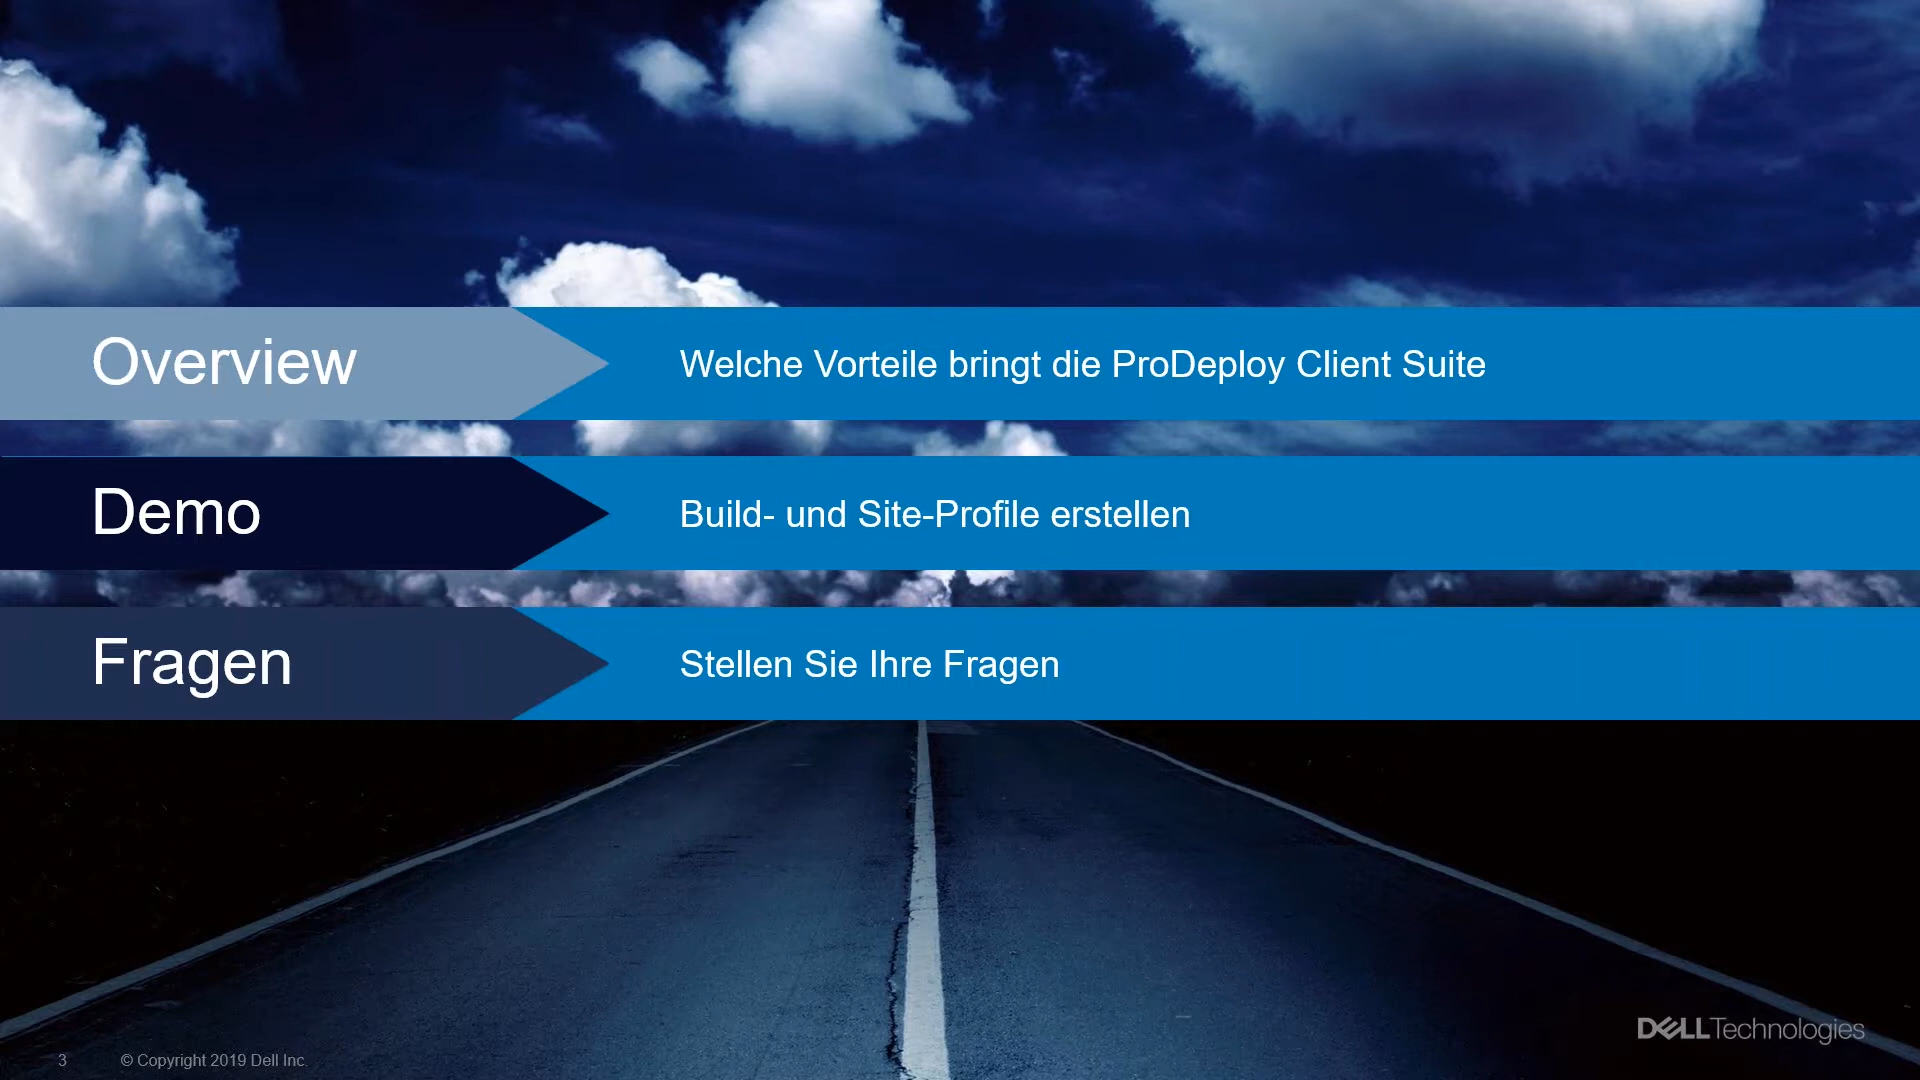 Overview
Welche Vorteile bringt die ProDeploy Client Suite
Demo
Build- und Site-Profile erstellen
Fragen
Stellen Sie Ihre Fragen
DELLTechnologies
3
© Copyright 2019 Dell Inc.